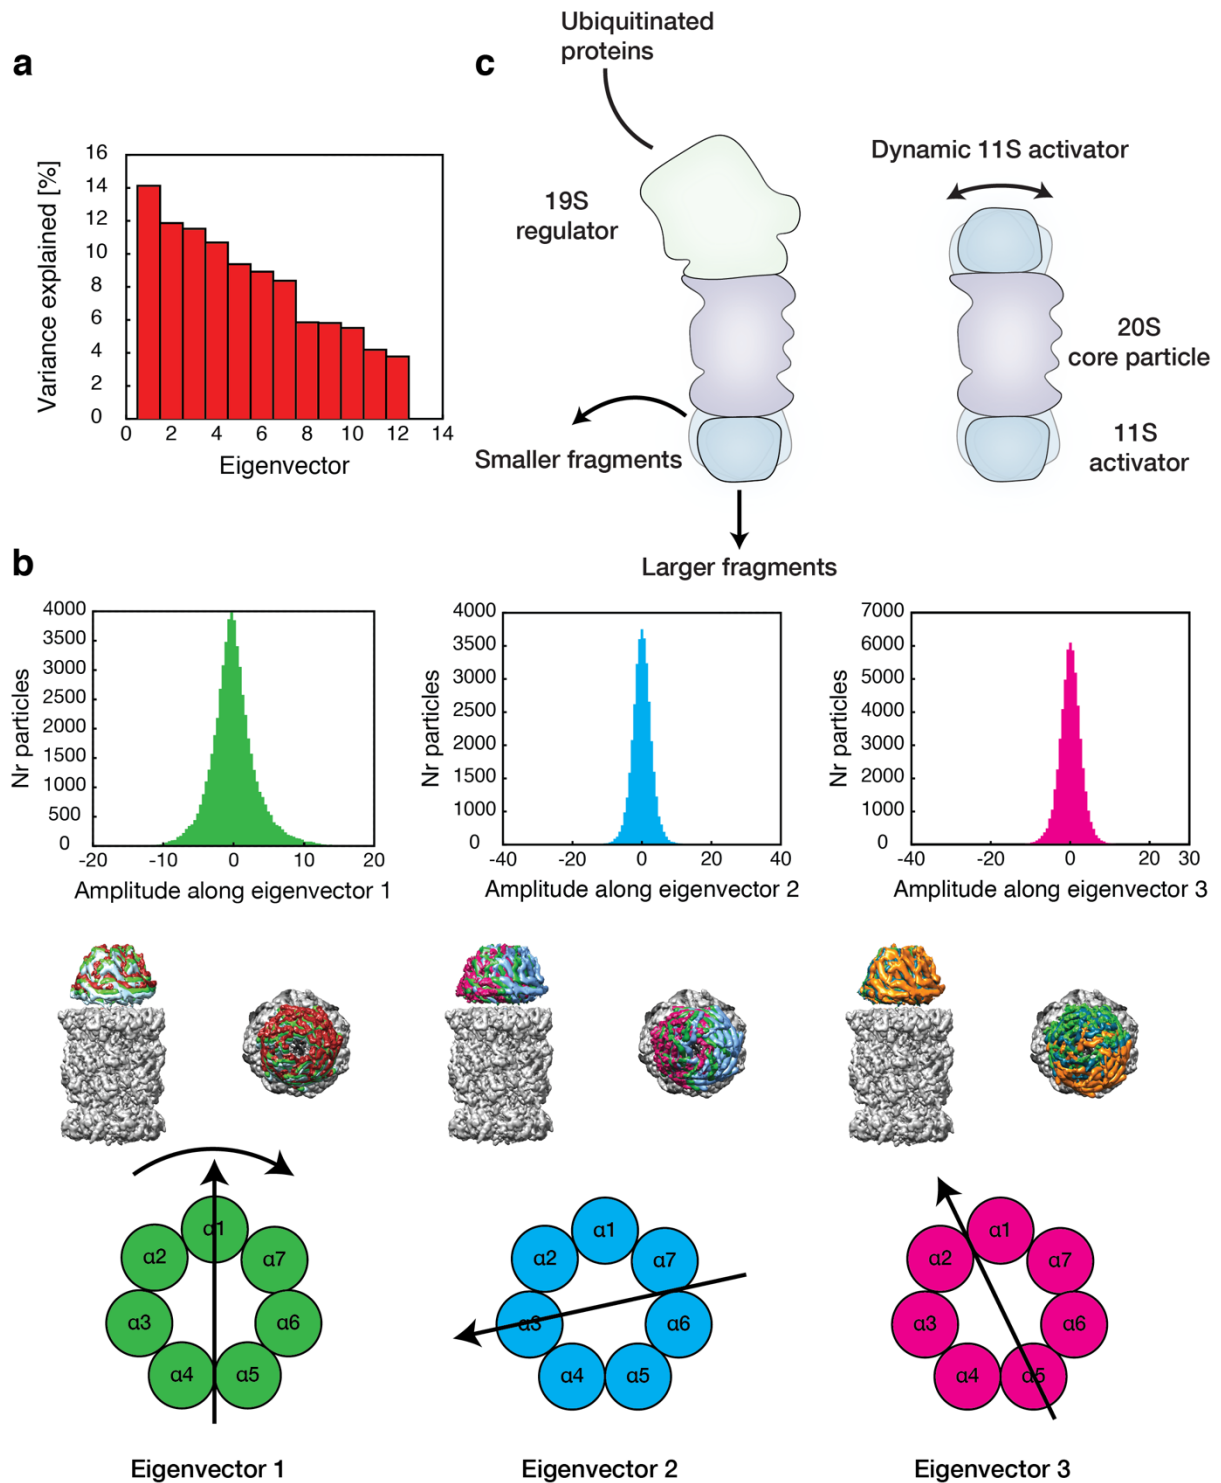 a
16
14
12
10
8
6
4
2
0
0 2 4 6 8 10 12 14
Variance explained [%]
Eigenvector
c
Ubiquitinated
proteins
19S
regulator
Smaller fragments
Larger fragments
Dynamic 11S activator
20S
core particle
11S
activator
b
4000
3500
3000
2500
2000
1500
1000
500
0
-20 -10 0 10 20
Nr particles
Amplitude along eigenvector 1
4000
3500
3000
2500
1500
1000
500
0
-40 -20 0 20 40
Nr particles
Amplitude along eigenvector 2
7000
6000
5000
4000
3000
2000
1000
0
-40 -20 0 20 30
Nr particles
Amplitude along eigenvector 3
α1
α2 α7
α3 α6
α4 α5
Eigenvector 1
α1
α2 α7
α3 α6
α4 α5
Eigenvector 2
α1
α2 α7
α3 α6
α4 α5
Eigenvector 3